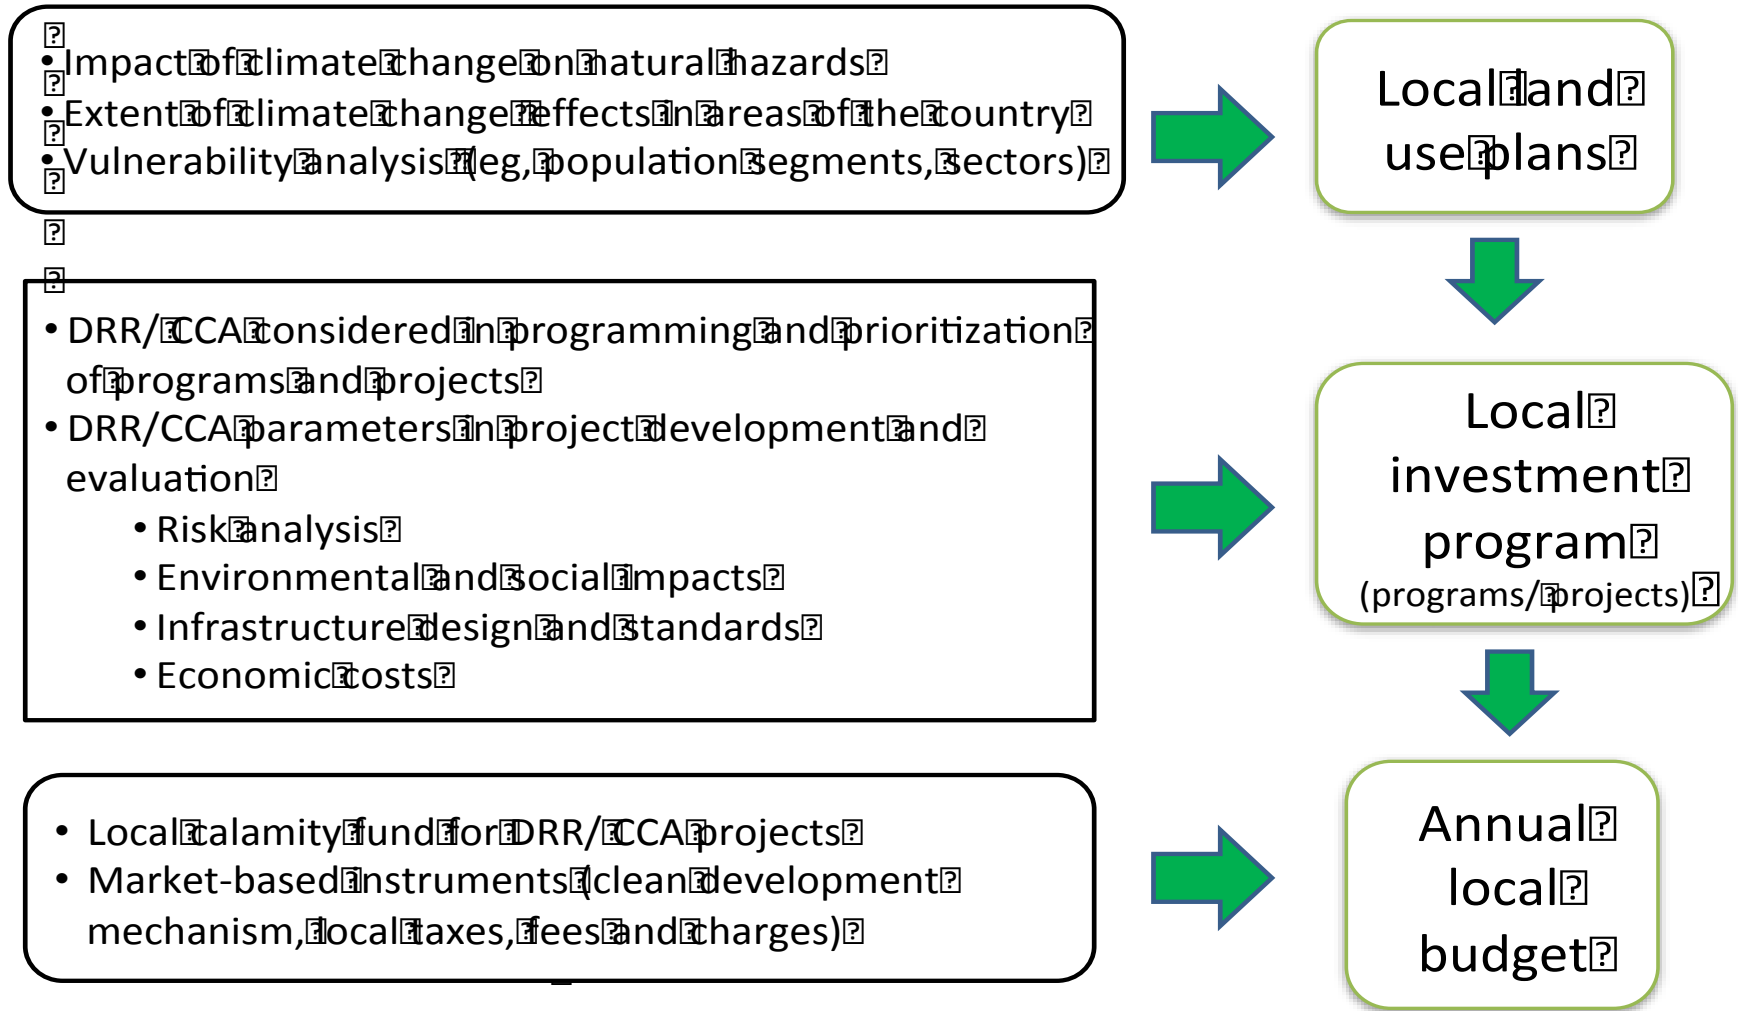 • Impact of climate change on natural hazards
• Extent of climate change effects in areas of the country
• Vulnerability analysis (eg, population segments, sectors)
Local land
use plans
• DRR/ CCA considered in programming and prioritization
of programs and projects
• DRR/CCA parameters in project development and
evaluation
• Risk analysis
• Environmental and social impacts
• Infrastructure design and standards
• Economic costs
Local
investment
program
(programs/ projects)
• Local calamity fund for DRR/ CCA projects
• Market-based instruments (clean development
mechanism, local taxes, fees and charges)
Annual
local
budget